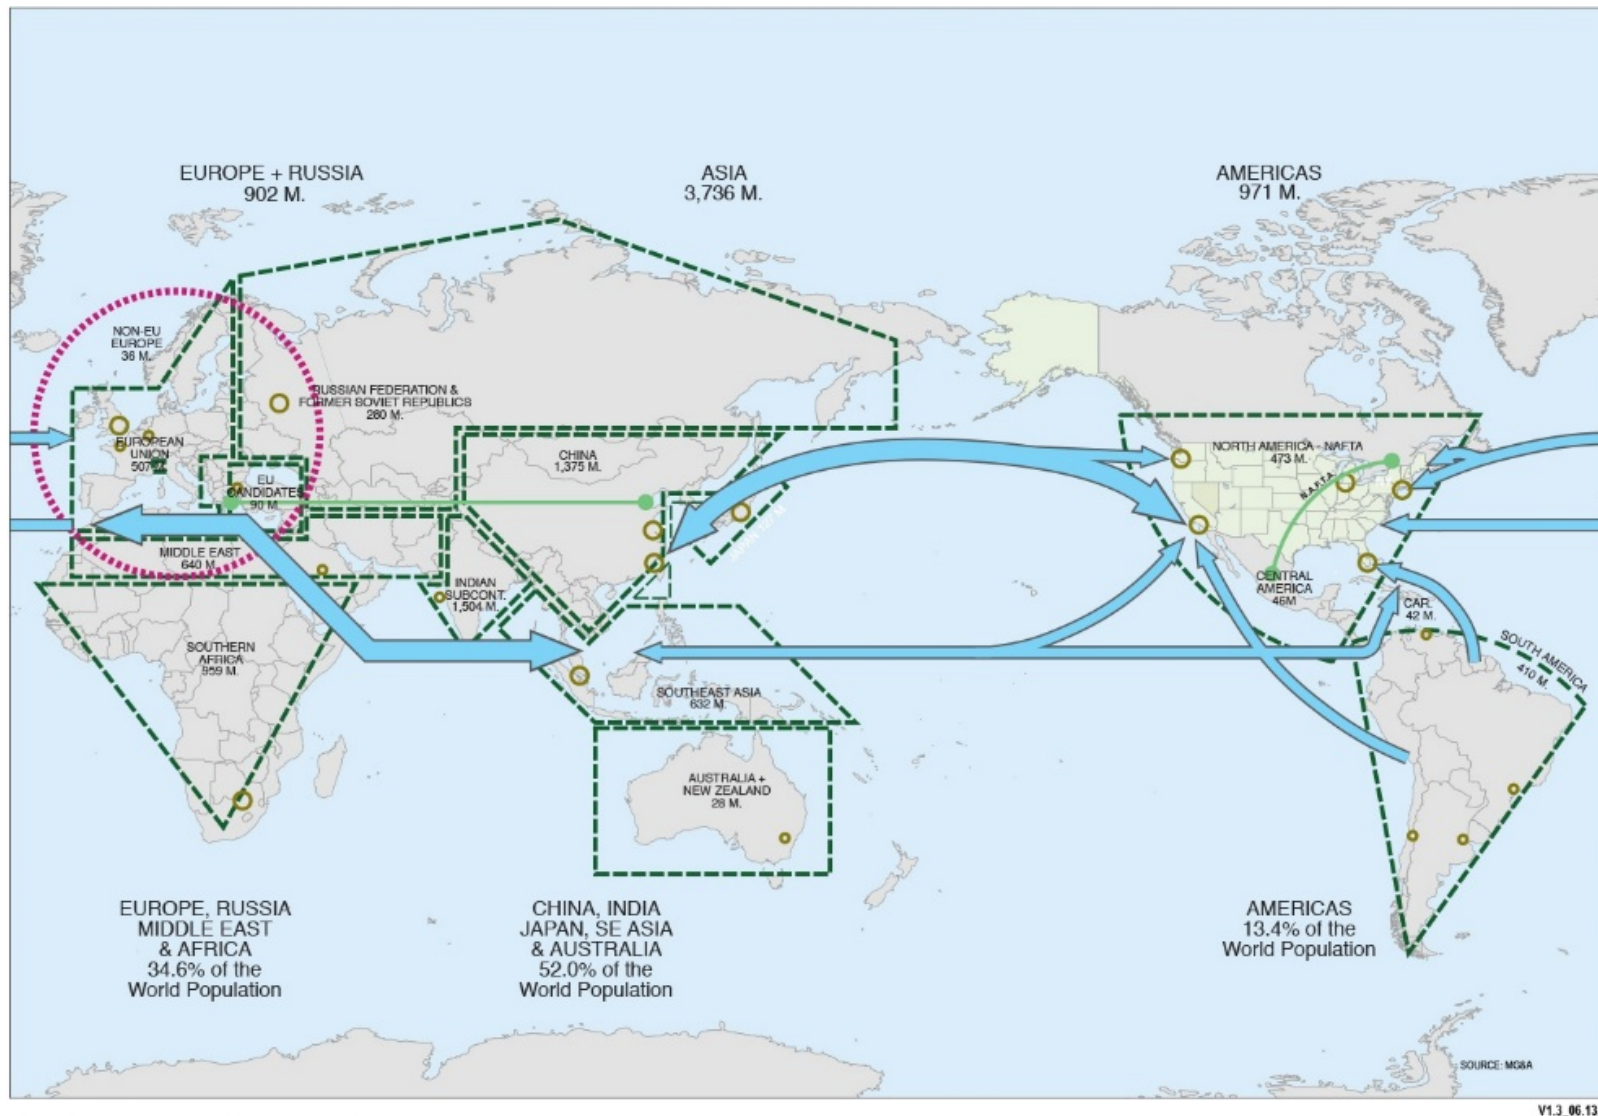 EUROPE + RUSSIA
902 M.
ASIA
3,736 M.
AMERICAS
971 M.
NON-EU
EUROPE
36 M.
RUSSIAN FEDERATION &
FORMER SOVIET REPUBLICS
280 M.
EUROPEAN
UNION
507 M.
EU
CANDIDATES
90 M.
CHINA
1,375 M.
NORTH AMERICA - NAFTA
473 M.
N.A.F.T.A.
MIDDLE EAST
640 M.
INDIAN
SUBCONT.
1,504 M.
CENTRAL
AMERICA
46M
CAR.
42 M.
SOUTH AMERICA
410 M.
SOUTHERN
AFRICA
959 M.
SOUTHEAST ASIA
632 M.
AUSTRALIA +
NEW ZEALAND
28 M.
EUROPE, RUSSIA
MIDDLE EAST
& AFRICA
34.6% of the
World Population
CHINA, INDIA
JAPAN, SE ASIA
& AUSTRALIA
52.0% of the
World Population
AMERICAS
13.4% of the
World Population
SOURCE: MG&A
V1.3_06.13